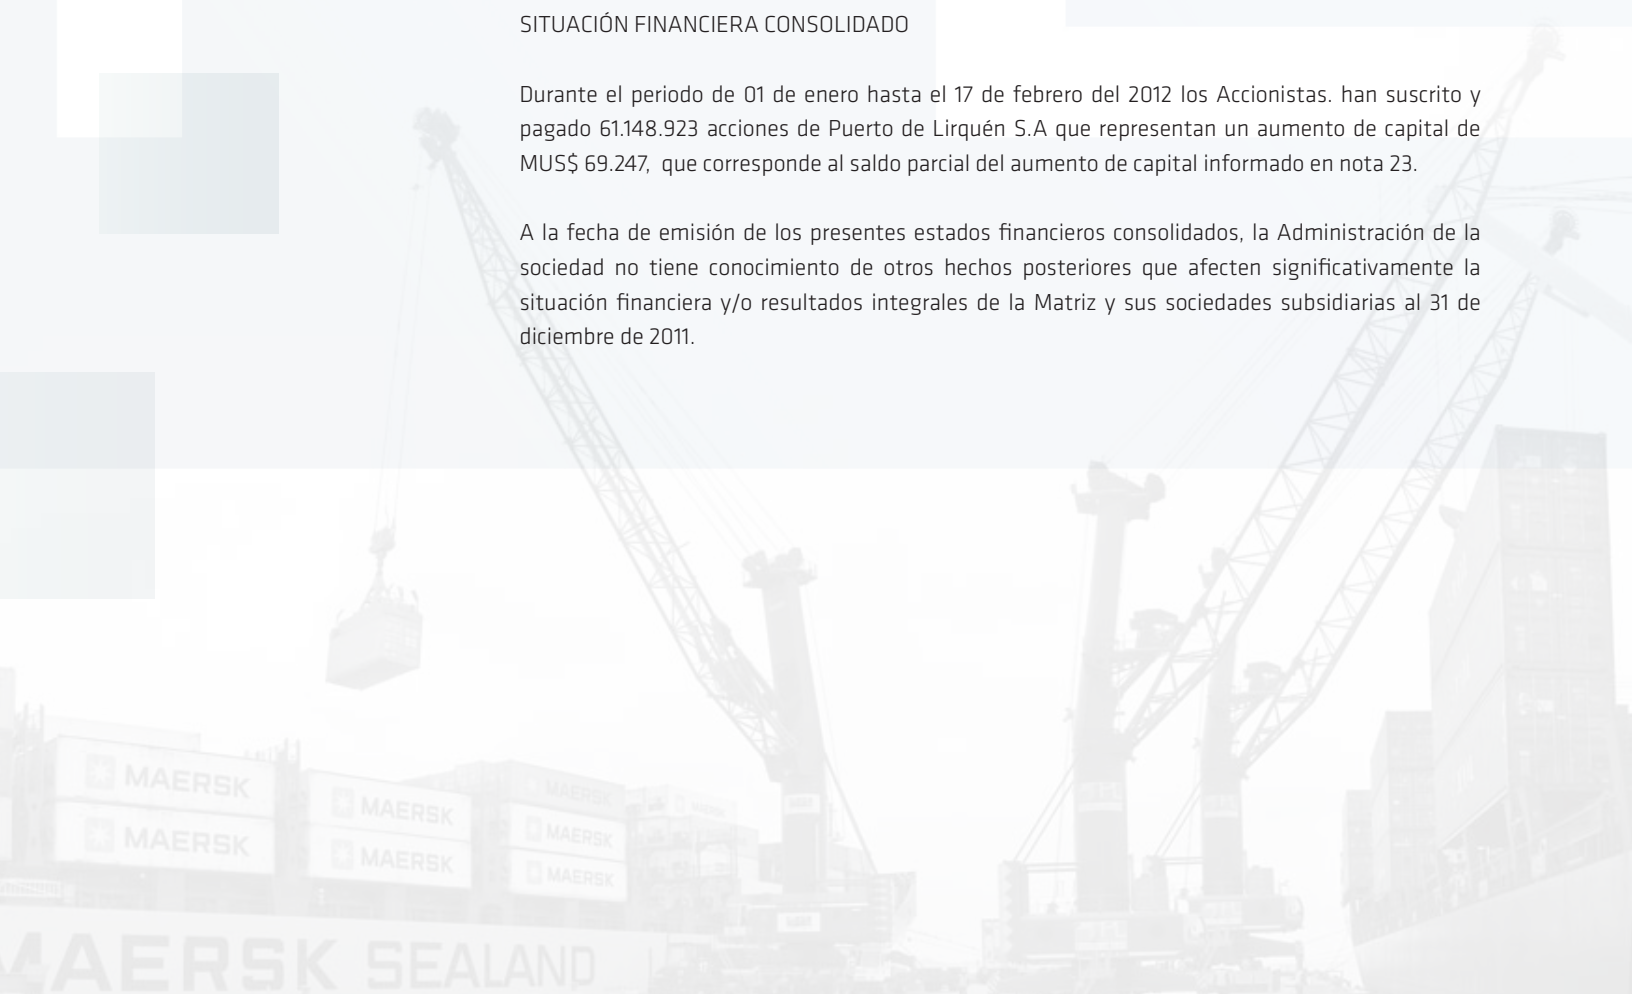 SITUACIÓN FINANCIERA CONSOLIDADO
Durante el periodo de 01 de enero hasta el 17 de febrero del 2012 los Accionistas. han suscrito y
pagado 61.148.923 acciones de Puerto de Lirquén S.A que representan un aumento de capital de
MUS$ 69.247, que corresponde al saldo parcial del aumento de capital informado en nota 23.
A la fecha de emisión de los presentes estados financieros consolidados, la Administración de la
sociedad no tiene conocimiento de otros hechos posteriores que afecten significativamente la
situación financiera y/o resultados integrales de la Matriz y sus sociedades subsidiarias al 31 de
diciembre de 2011.
MAERSK
MAERSK
MAERSK
MAERSK
MAERSK
MAERSK
MAERSK
MAERSK SEALAND